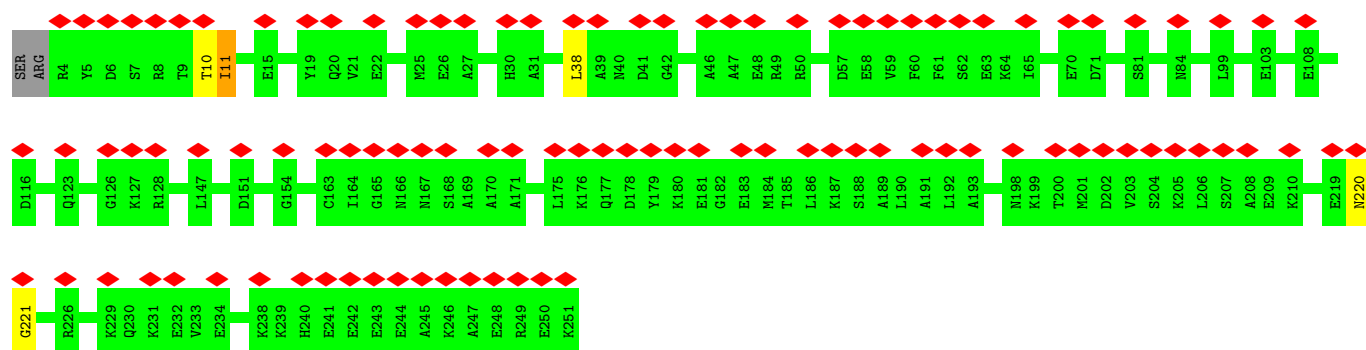 SER ARG R4 Y5 D6 S7 R8 T9 T10 I11 E15 Y19 Q20 V21 E22 M25 E26 A27 H30 A31 L38 A39 N40 D41 G42 A46 A47 E48 R49 R50 D57 E58 V59 F60 F61 S62 E63 K64 I65 E70 D71 S81 N84 L99 E103 E108
D116 Q123 G126 K127 R128 L147 D151 G154 C163 I164 G165 N166 N167 S168 A169 A170 A171 L175 K176 Q177 D178 Y179 K180 E181 G182 E183 M184 T185 L186 K187 S188 A189 L190 A191 L192 A193 N198 K199 T200 M201 D202 V203 S204 K205 L206 S207 A208 E209 K210 E219 N220
G221 R226 K229 Q230 K231 E232 V233 E234 K238 K239 H240 E241 E242 E243 E244 A245 K246 A247 E248 R249 E250 K251